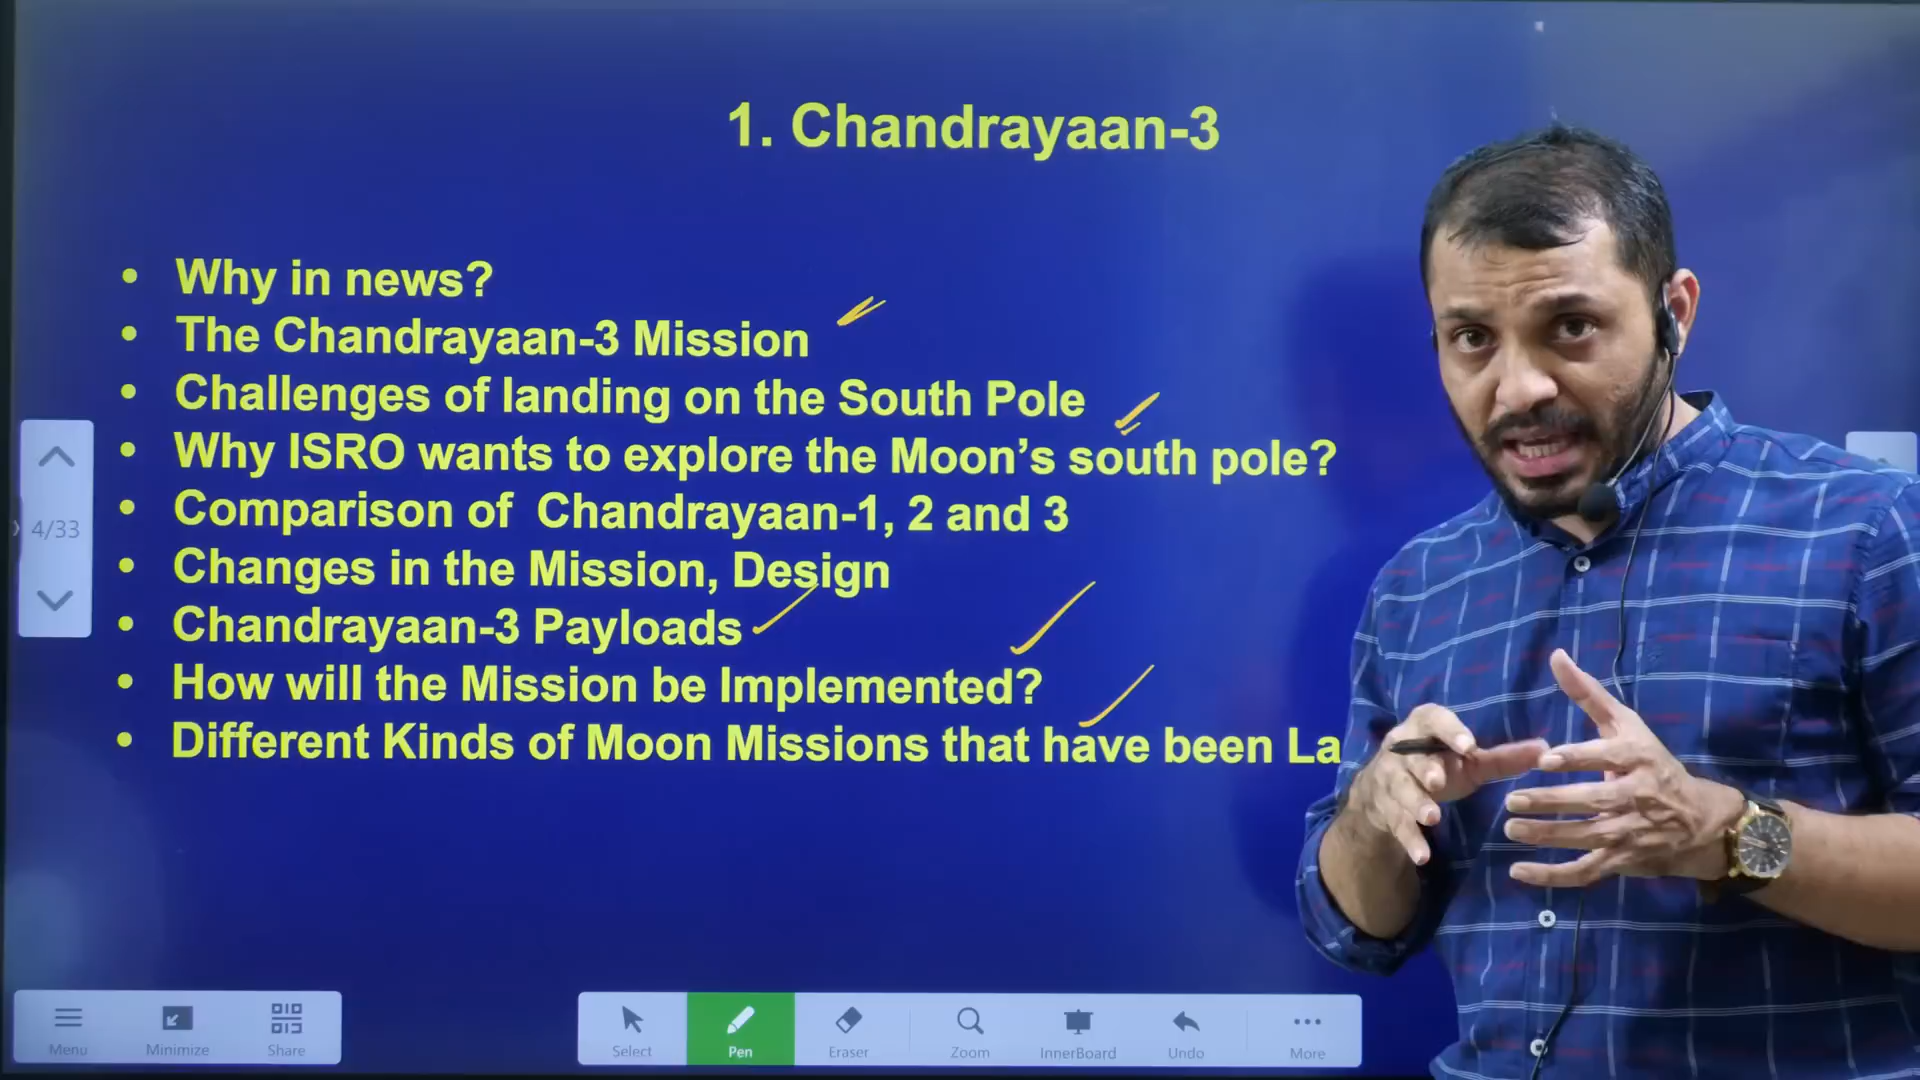 1. Chandrayaan-3
• Why in news?
• The Chandrayaan-3 Mission
• Challenges of landing on the South Pole
• Why ISRO wants to explore the Moon’s south pole?
• Comparison of Chandrayaan-1, 2 and 3
• Changes in the Mission, Design
• Chandrayaan-3 Payloads
• How will the Mission be Implemented?
• Different Kinds of Moon Missions that have been La
4/33
Menu Minimize Share Select Pen Eraser Zoom InnerBoard Undo More